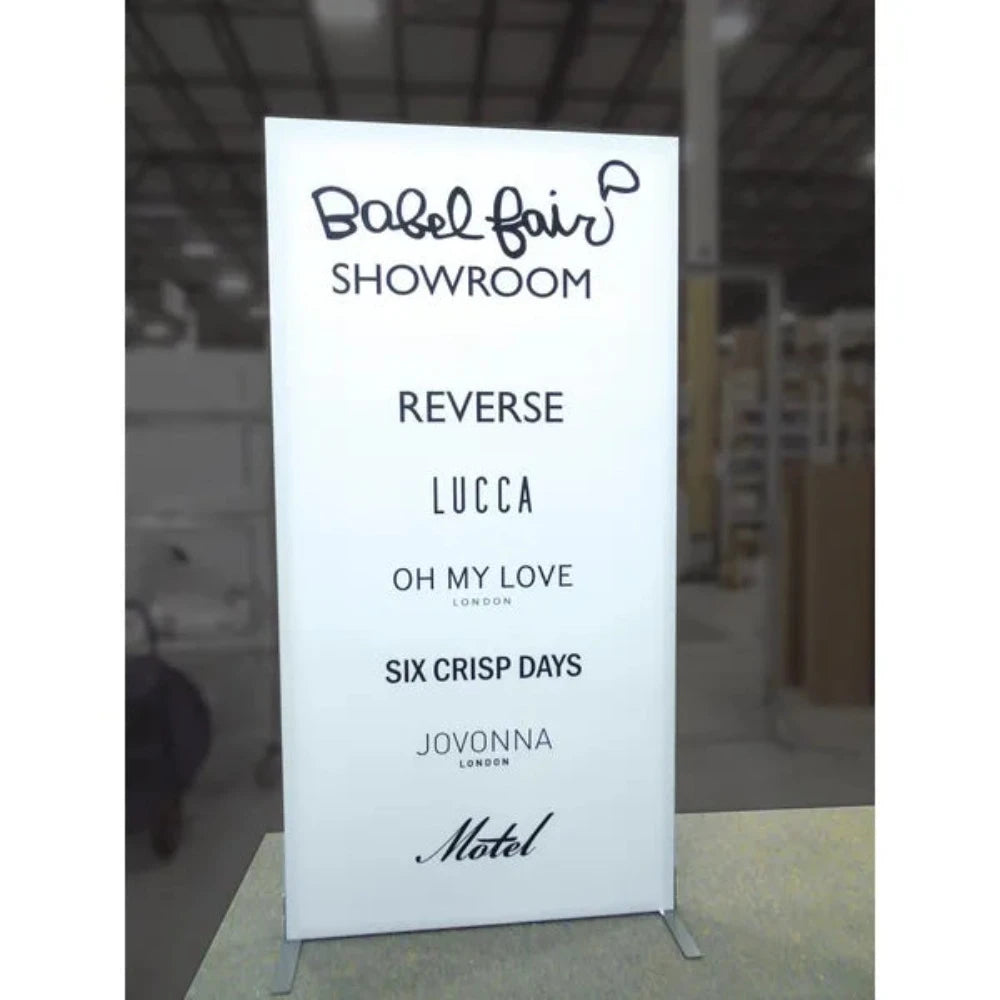 Babel fair
SHOWROOM
REVERSE
LUCCA
OH MY LOVE
LONDON
SIX CRISP DAYS
JOVONNA
LONDON
Motel